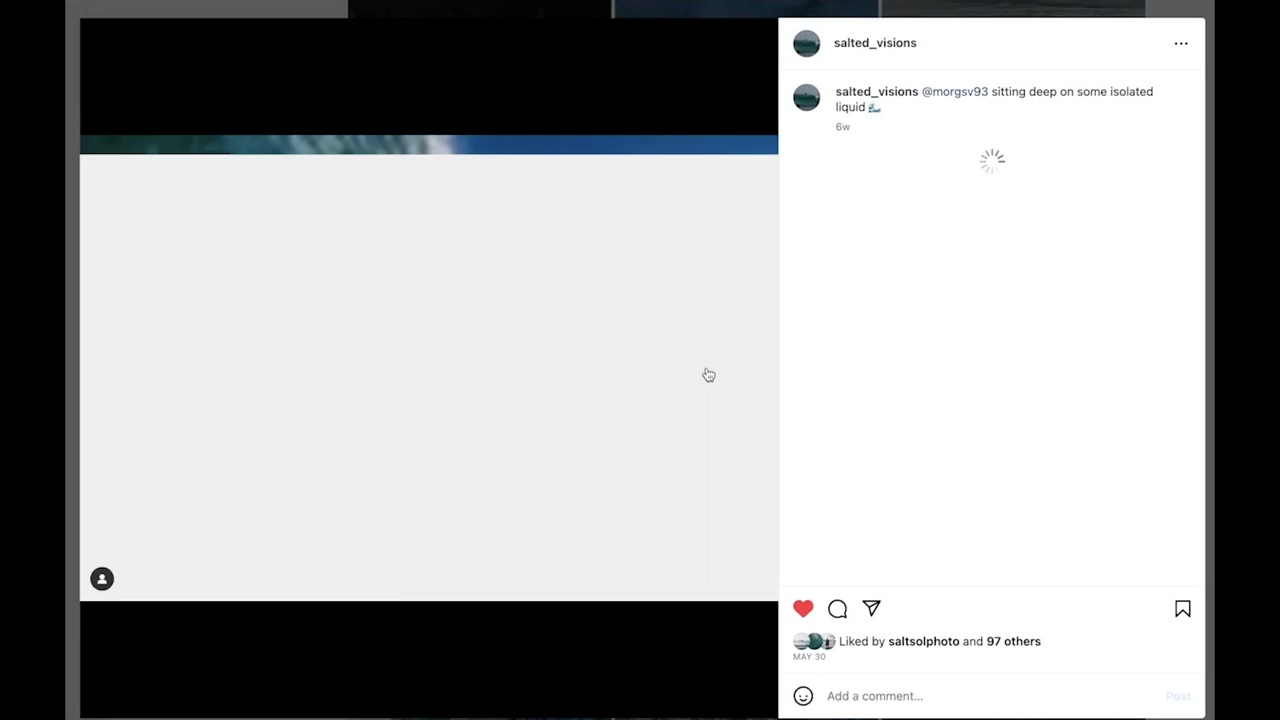 salted_visions
salted_visions @morgsv93 sitting deep on some isolated
liquid 🌊
6w
Liked by saltsolphoto and 97 others
MAY 30
Add a comment...
Post